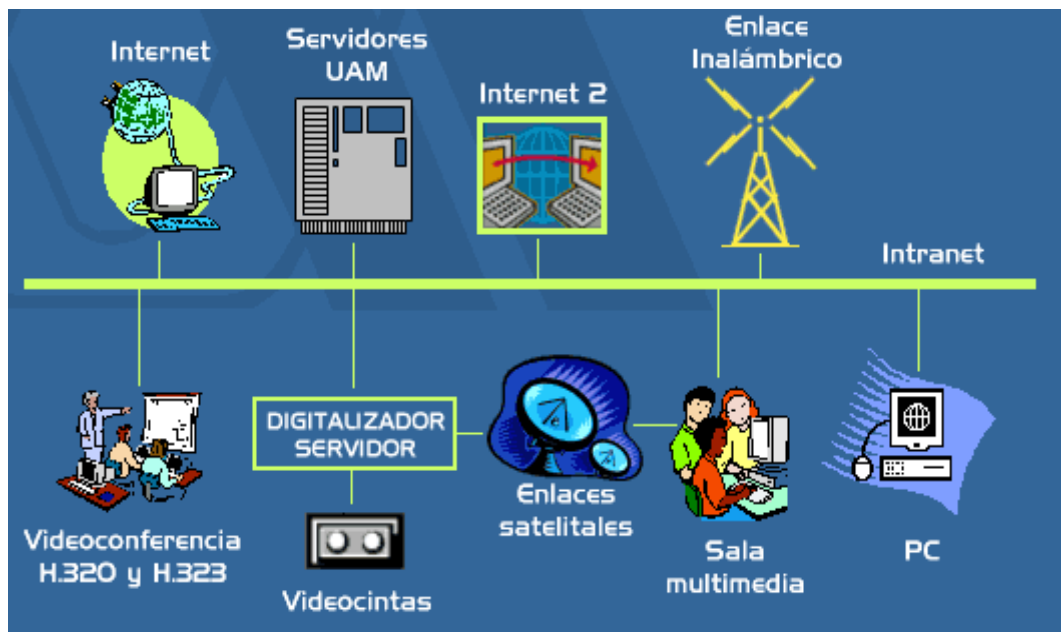 Internet
Servidores
UAM
Internet 2
Enlace
Inalámbrico
Intranet
Videoconferencia
H.320 y H.323
DIGITALIZADOR
SERVIDOR
Videocintas
Enlaces
satelitales
Sala
multimedia
PC